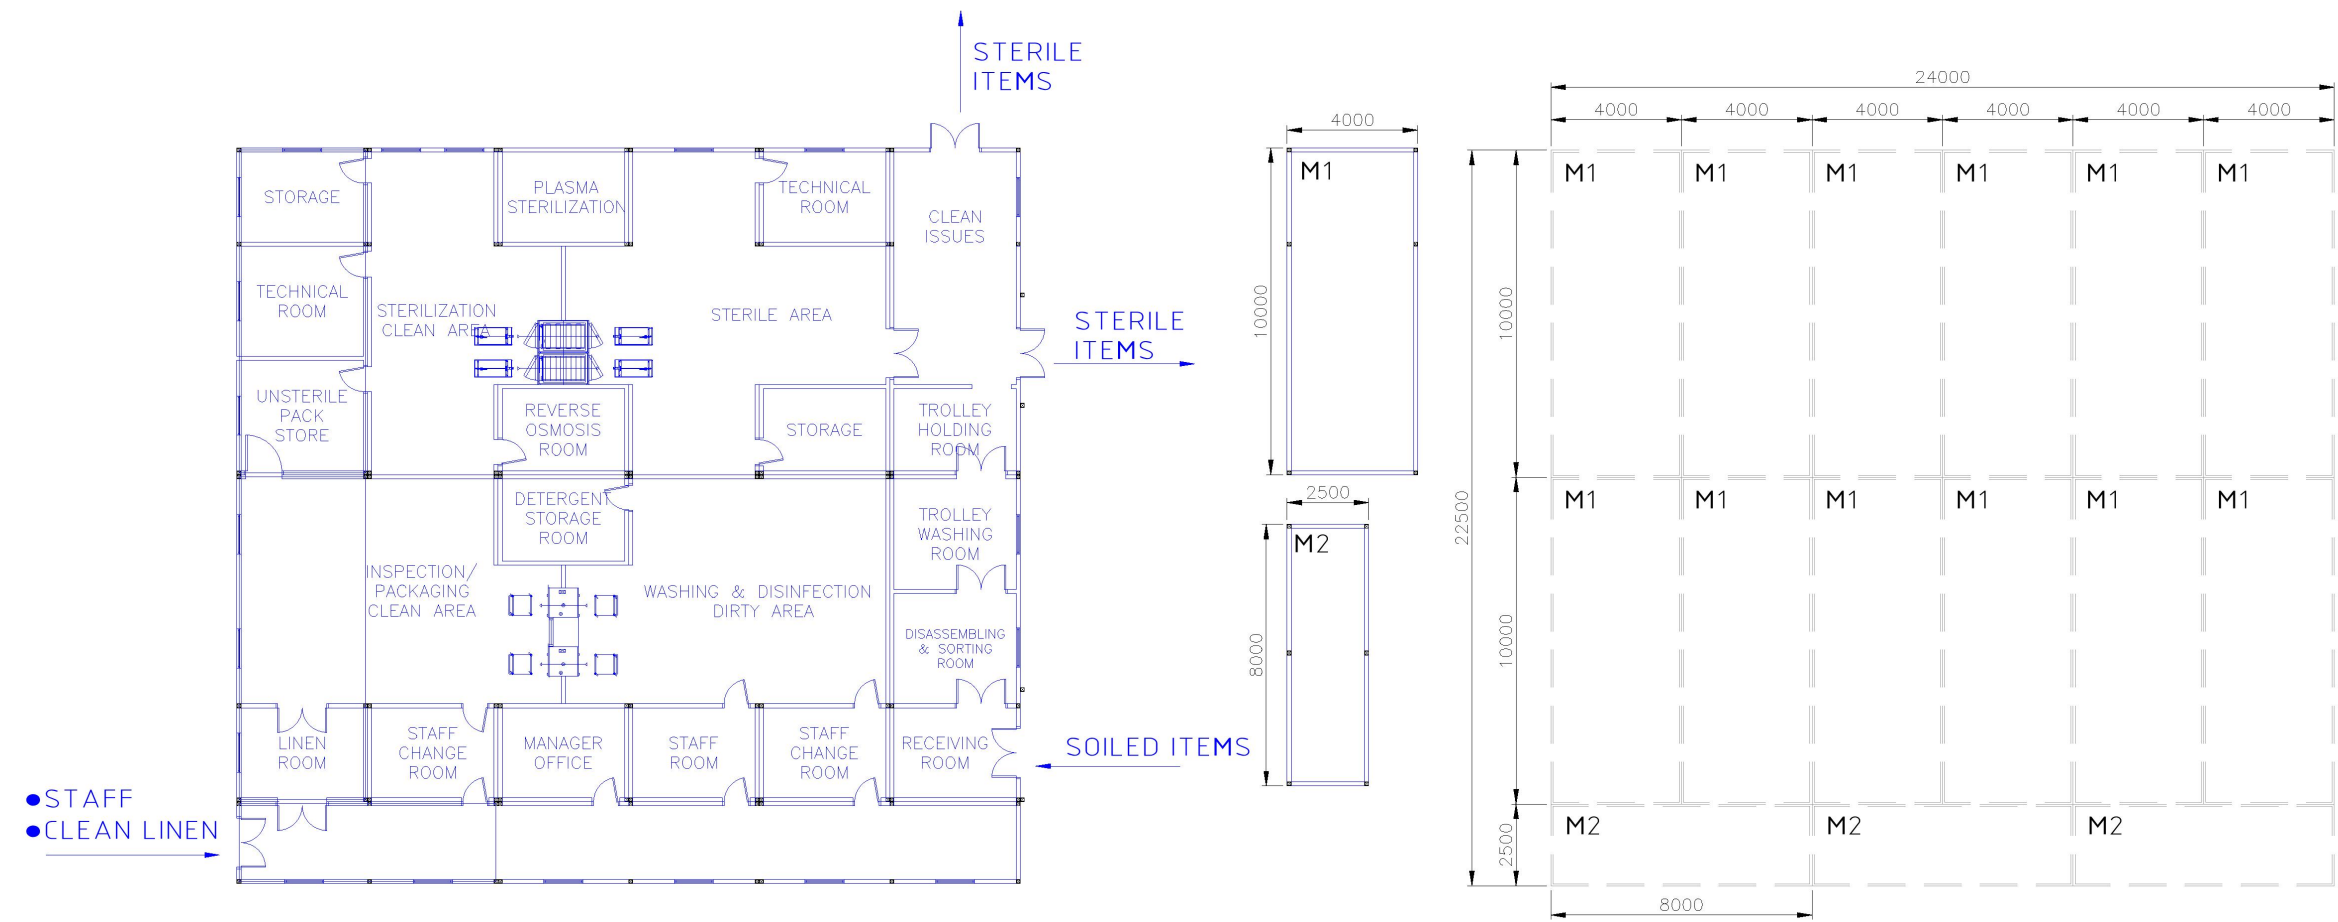 STERILE
ITEMS
STORAGE
PLASMA
STERILIZATION
TECHNICAL
ROOM
CLEAN
ISSUES
TECHNICAL
ROOM
STERILIZATION
CLEAN AREA
STERILE AREA
STERILE
ITEMS
UNSTERILE
PACK
STORE
REVERSE
OSMOSIS
ROOM
STORAGE
TROLLEY
HOLDING
ROOM
DETERGENT
STORAGE
ROOM
TROLLEY
WASHING
ROOM
INSPECTION/
PACKAGING
CLEAN AREA
WASHING & DISINFECTION
DIRTY AREA
DISASSEMBLING
& SORTING
ROOM
LINEN
ROOM
STAFF
CHANGE
ROOM
MANAGER
OFFICE
STAFF
ROOM
STAFF
CHANGE
ROOM
RECEIVING
ROOM
SOILED ITEMS
●STAFF
●CLEAN LINEN
4000
M1
10000
2500
M2
8000
24000
4000 4000 4000 4000 4000 4000
M1 M1 M1 M1 M1 M1
10000
22500
M1 M1 M1 M1 M1 M1
10000
M2 M2 M2
2500
8000